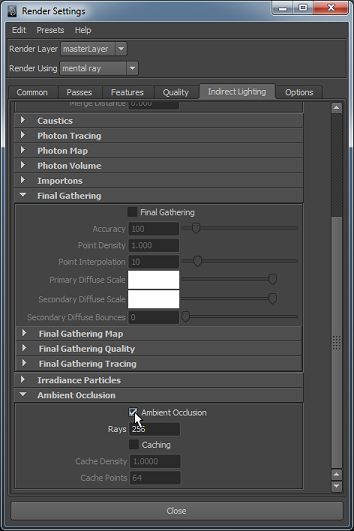 Render Settings
Edit Presets Help
Render Layer masterLayer
Render Using mental ray
Common Passes Features Quality Indirect Lighting Options
Merge Distance 0.000
Caustics
Photon Tracing
Photon Map
Photon Volume
Importons
Final Gathering
Final Gathering
Accuracy 100
Point Density 1.000
Point Interpolation 10
Primary Diffuse Scale
Secondary Diffuse Scale
Secondary Diffuse Bounces 0
Final Gathering Map
Final Gathering Quality
Final Gathering Tracing
Irradiance Particles
Ambient Occlusion
Ambient Occlusion
Rays 256
Caching
Cache Density 1.0000
Cache Points 64
Close